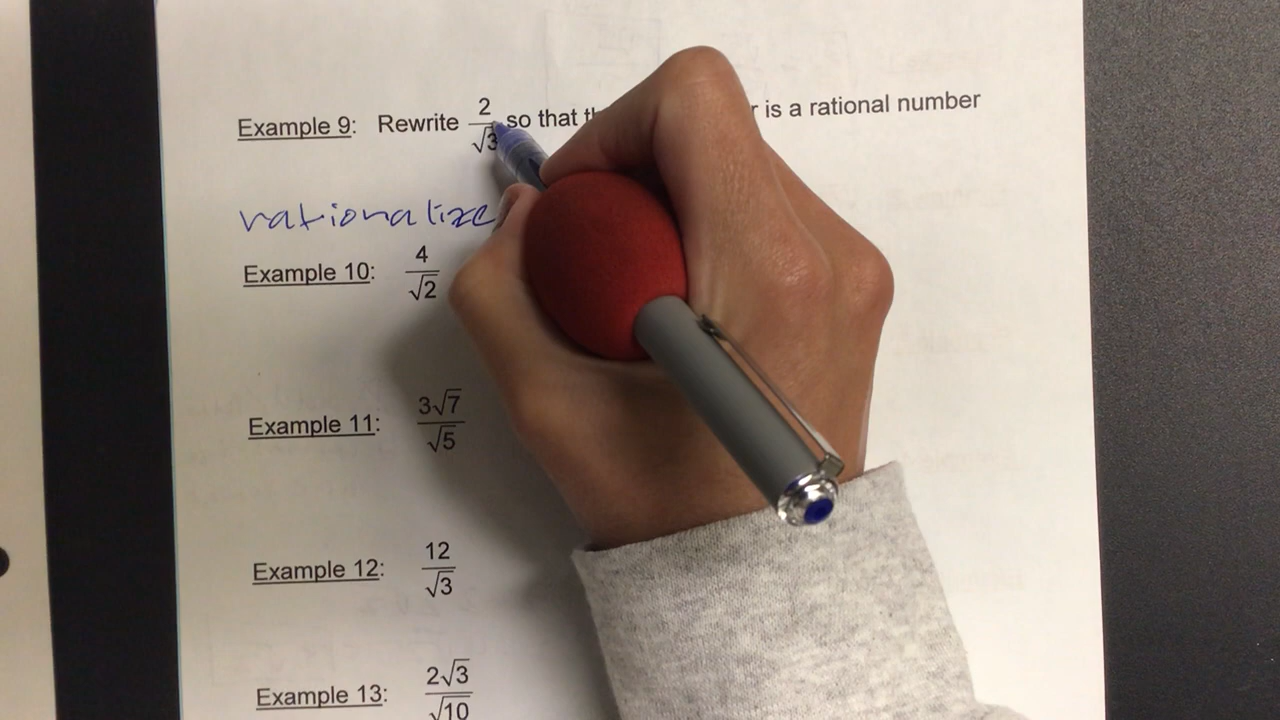 Example 9: Rewrite 2/√3 so that th r is a rational number
rationalize
Example 10: 4/√2
Example 11: 3√7/√5
Example 12: 12/√3
Example 13: 2√3/√10